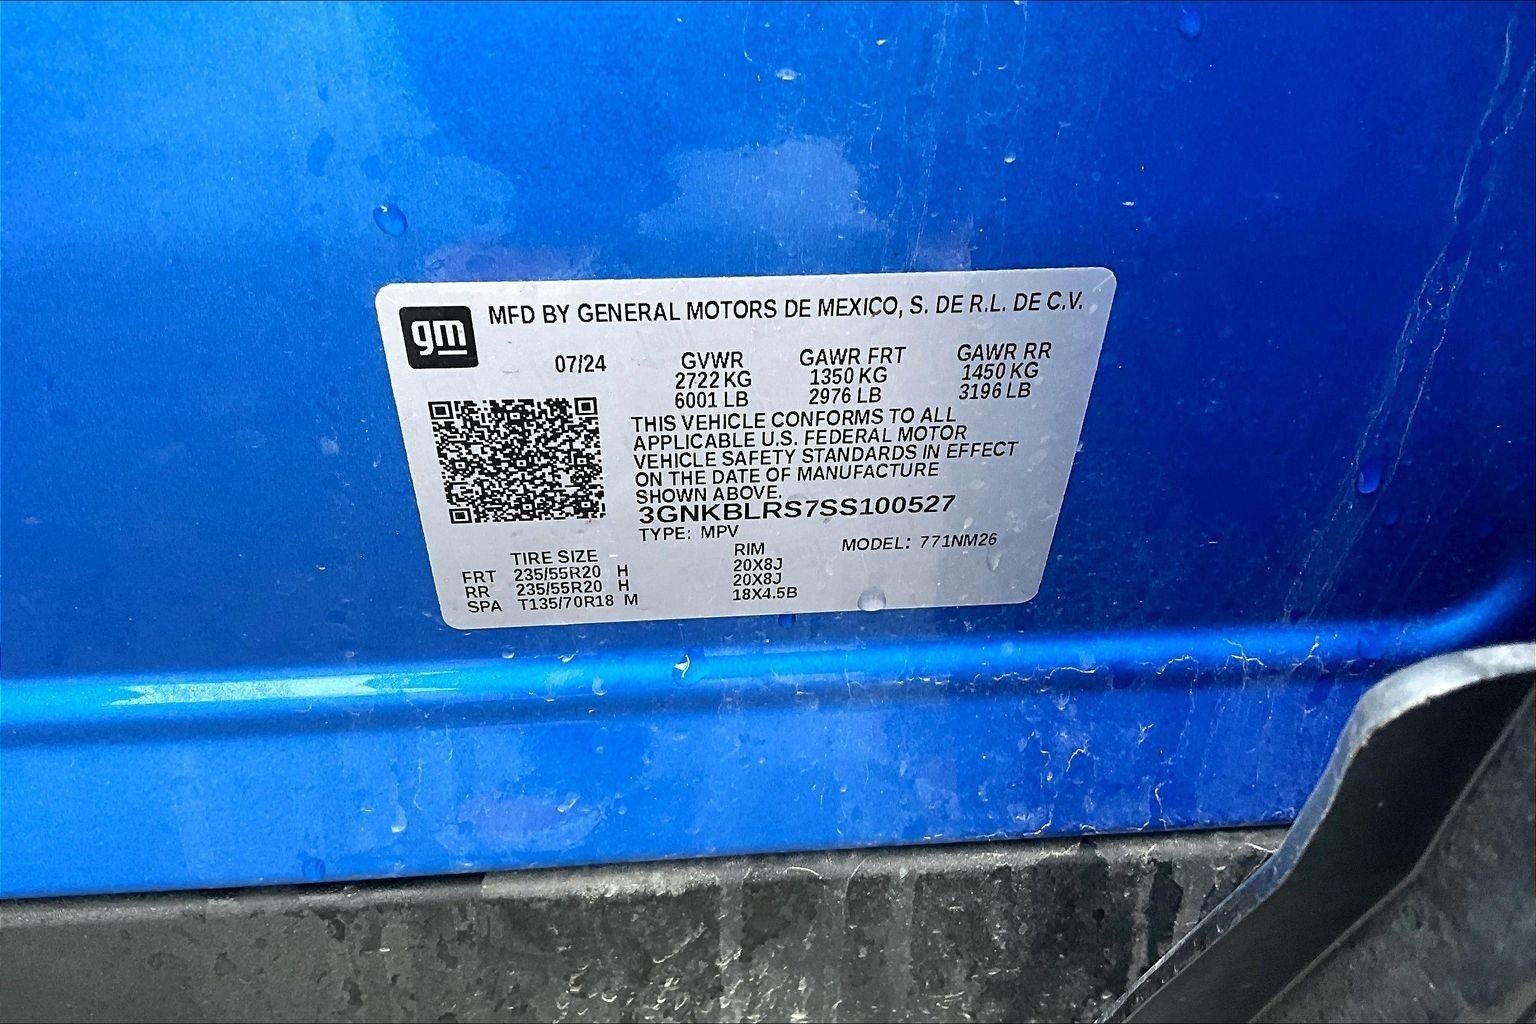 gm
MFD BY GENERAL MOTORS DE MEXICO, S. DE R.L. DE C.V.
07/24 GVWR GAWR FRT GAWR RR
2722 KG 1350 KG 1450 KG
6001 LB 2976 LB 3196 LB
THIS VEHICLE CONFORMS TO ALL
APPLICABLE U.S. FEDERAL MOTOR
VEHICLE SAFETY STANDARDS IN EFFECT
ON THE DATE OF MANUFACTURE
SHOWN ABOVE.
3GNKBLRS7SS100527
TYPE: MPV MODEL: 771NM26
TIRE SIZE RIM
FRT 235/55R20 H 20X8J
RR 235/55R20 H 20X8J
SPA T135/70R18 M 18X4.5B